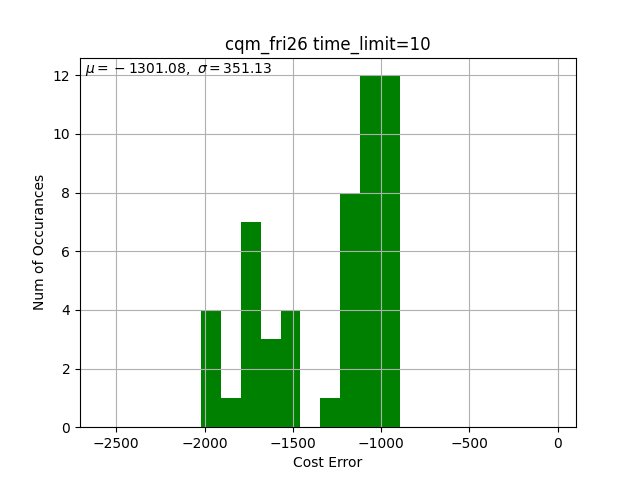 cqm_fri26 time_limit=10
μ = −1301.08, σ = 351.13
12
10
8
6
4
2
0
Num of Occurances
−2500 −2000 −1500 −1000 −500 0
Cost Error